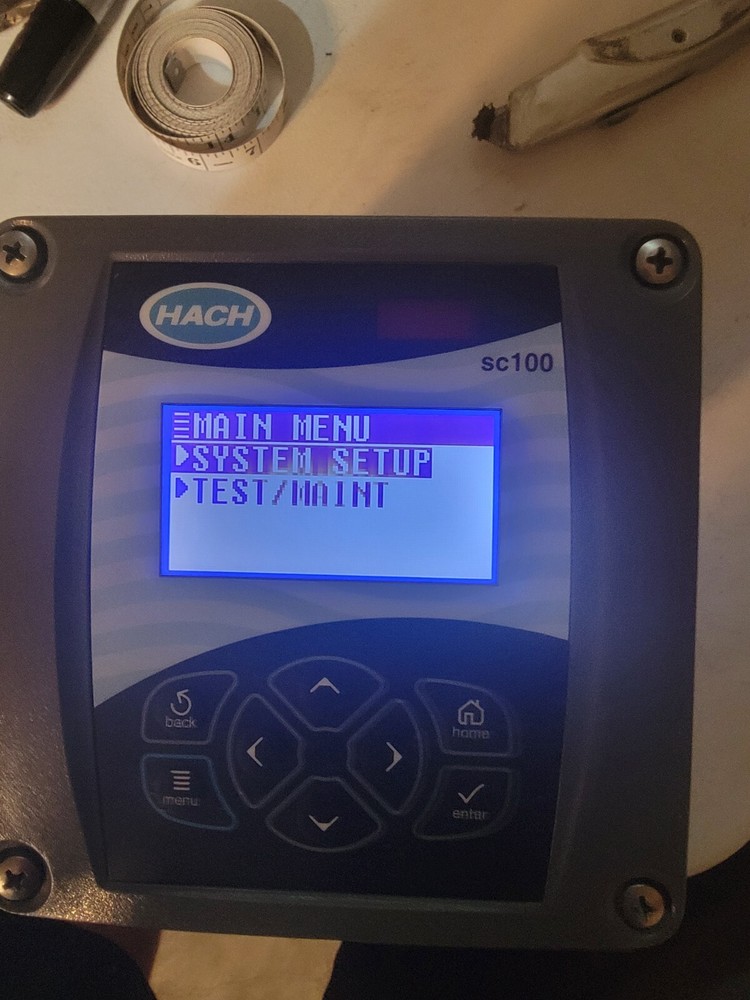 HACH
sc100
MAIN MENU
SYSTEM SETUP
TEST/MAINT
back
home
menu
enter